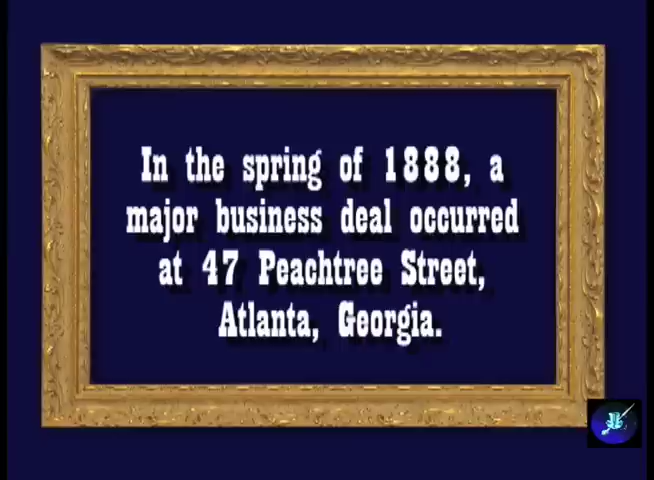 In the spring of 1888, a
major business deal occurred
at 47 Peachtree Street,
Atlanta, Georgia.